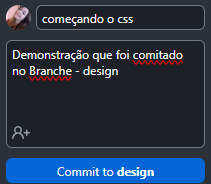 começando o css
Demonstração que foi comitado
no Branche - design
Commit to design